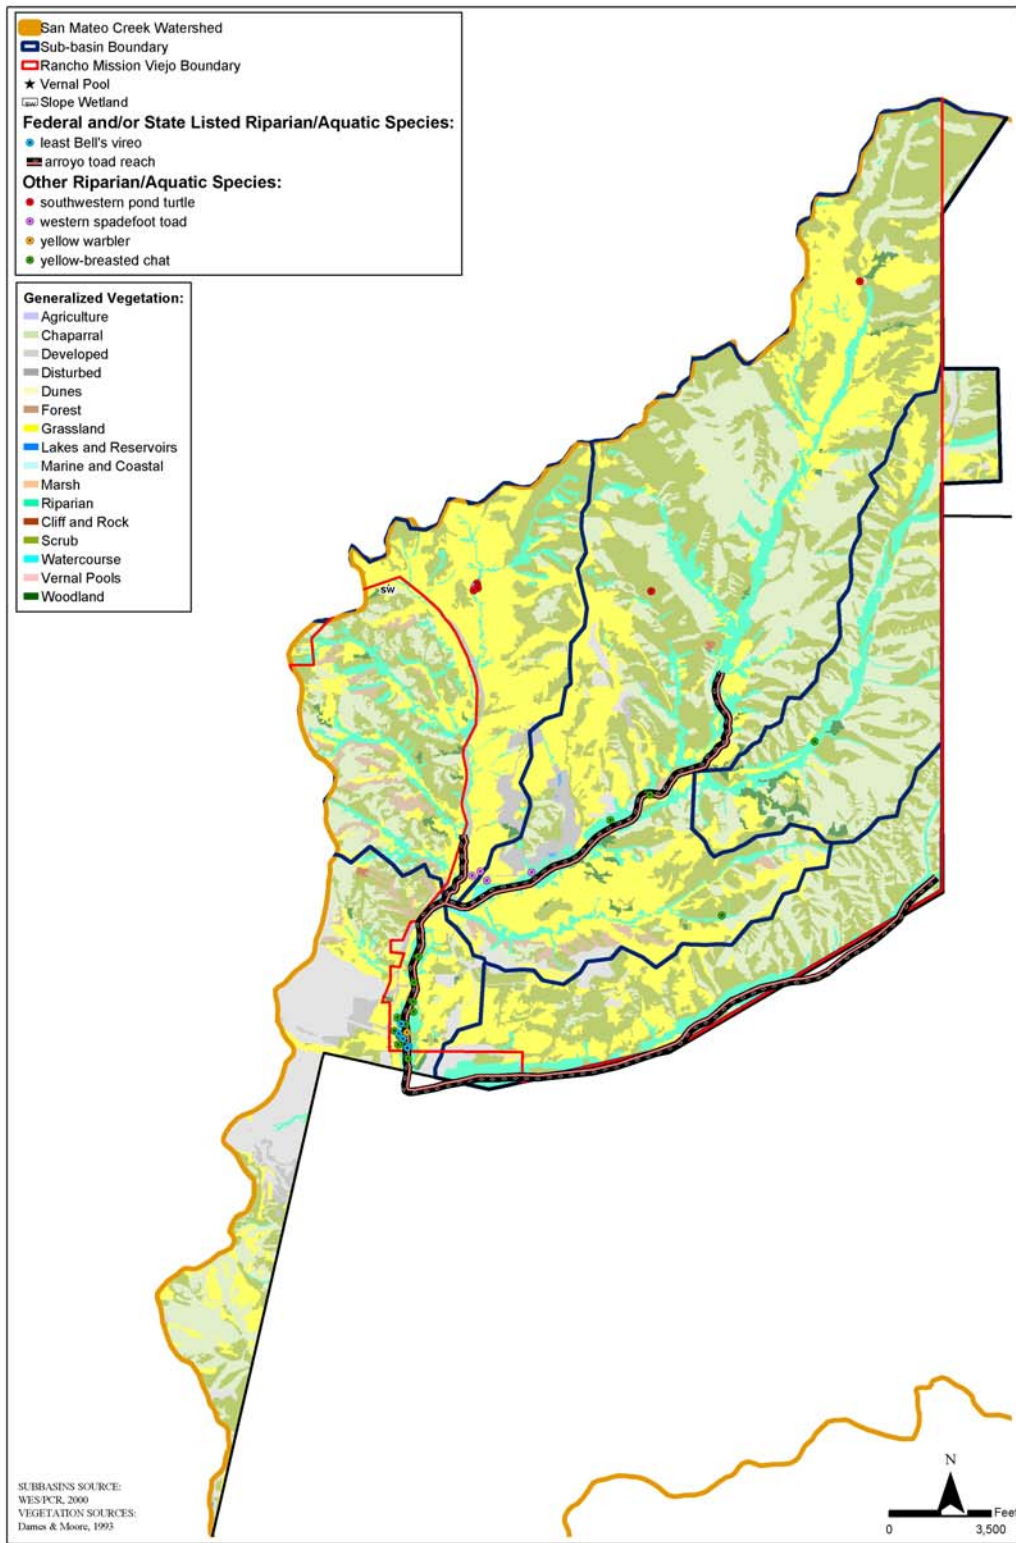 San Mateo Creek Watershed
Sub-basin Boundary
Rancho Mission Viejo Boundary
Vernal Pool
SW Slope Wetland
Federal and/or State Listed Riparian/Aquatic Species:
least Bell's vireo
arroyo toad reach
Other Riparian/Aquatic Species:
southwestern pond turtle
western spadefoot toad
yellow warbler
yellow-breasted chat
Generalized Vegetation:
Agriculture
Chaparral
Developed
Disturbed
Dunes
Forest
Grassland
Lakes and Reservoirs
Marine and Coastal
Marsh
Riparian
Cliff and Rock
Scrub
Watercourse
Vernal Pools
Woodland
SW
SUBBASINS SOURCE:
WES/PCR, 2000
VEGETATION SOURCES:
Dames & Moore, 1993
N
Feet
0 3,500